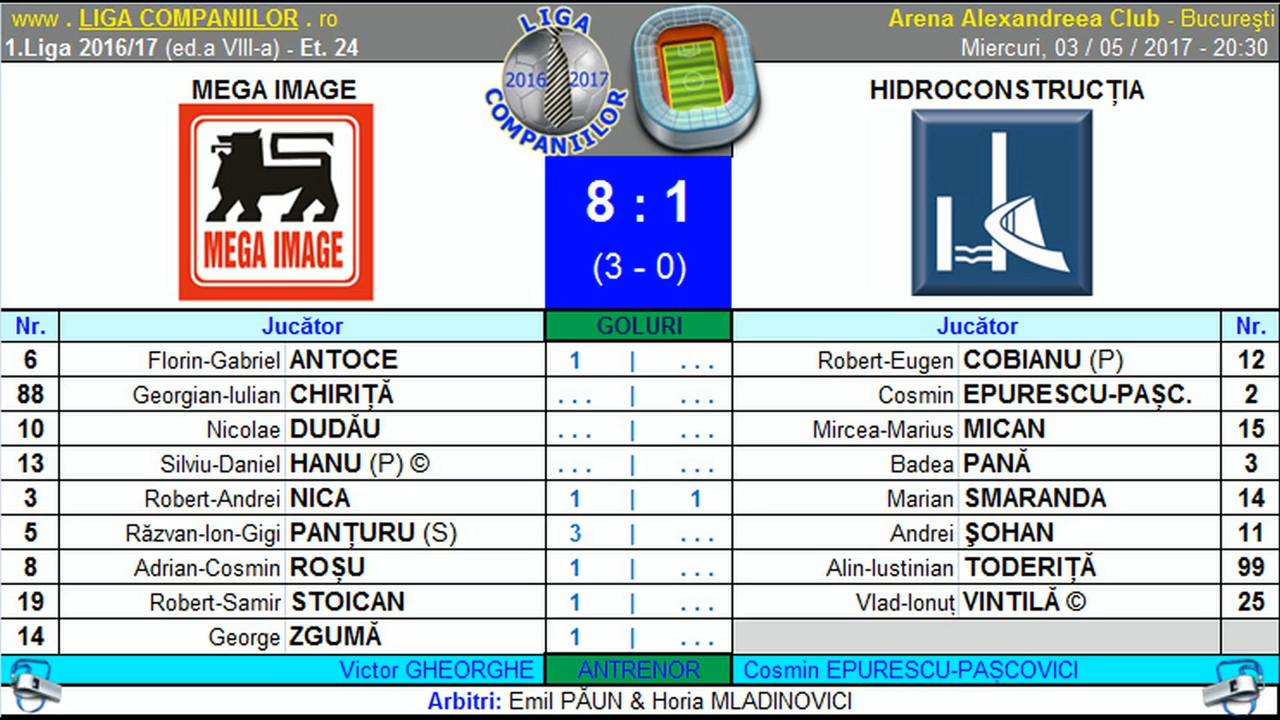 www . LIGA COMPANIILOR . ro
Arena Alexandreea Club - Bucureşti
1.Liga 2016/17 (ed.a VIII-a) - Et. 24
Miercuri, 03 / 05 / 2017 - 20:30
LIGA
2016 2017
COMPANIILOR
MEGA IMAGE
HIDROCONSTRUCȚIA
MEGA IMAGE
8 : 1
(3 - 0)
Nr. Jucător GOLURI Jucător Nr.
6 Florin-Gabriel ANTOCE 1 | ... Robert-Eugen COBIANU (P) 12
88 Georgian-Iulian CHIRIȚĂ ... | ... Cosmin EPURESCU-PAȘC. 2
10 Nicolae DUDĂU ... | ... Mircea-Marius MICAN 15
13 Silviu-Daniel HANU (P) © ... | ... Badea PANĂ 3
3 Robert-Andrei NICA 1 | 1 Marian SMARANDA 14
5 Răzvan-Ion-Gigi PANȚURU (S) 3 | ... Andrei ŞOHAN 11
8 Adrian-Cosmin ROȘU 1 | ... Alin-Iustinian TODERIȚĂ 99
19 Robert-Samir STOICAN 1 | ... Vlad-Ionuț VINTILĂ © 25
14 George ZGUMĂ 1 | ...
Victor GHEORGHE ANTRENOR Cosmin EPURESCU-PAȘCOVICI
Arbitri: Emil PĂUN & Horia MLADINOVICI